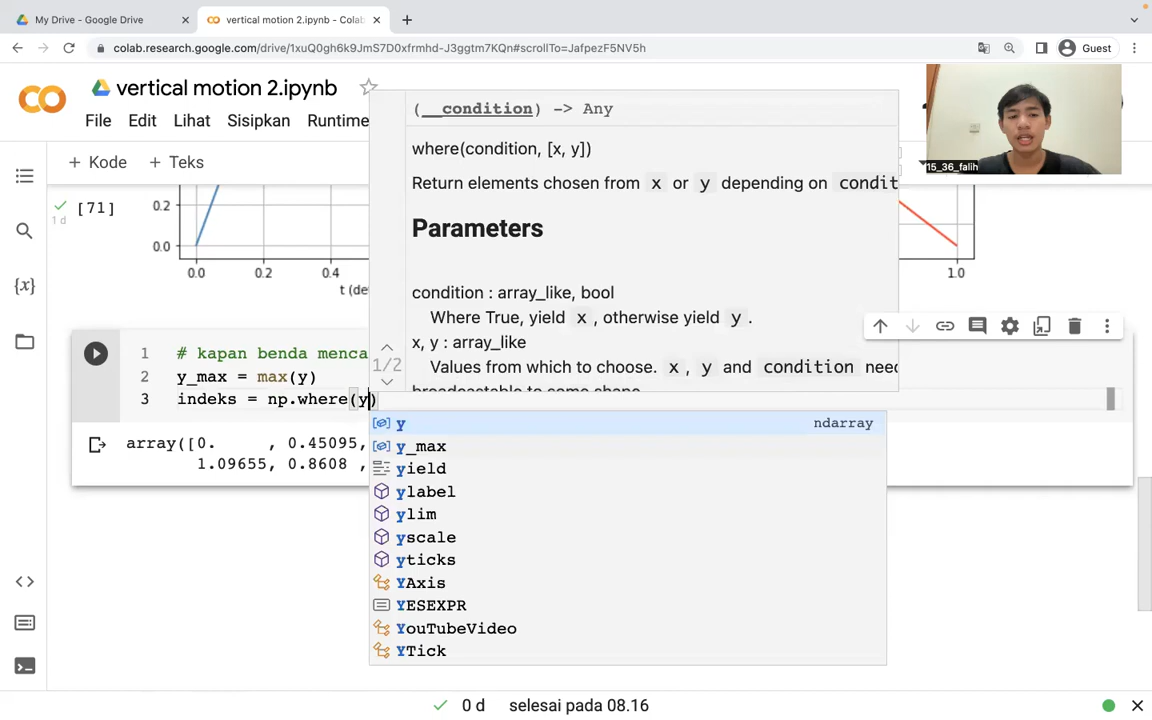 My Drive - Google Drive
vertical motion 2.ipynb - Colab
colab.research.google.com/drive/1xuQ0gh6k9JmS7D0xfrmhd-J3ggtm7KQn#scrollTo=JafpezF5NV5h
Guest
vertical motion 2.ipynb
File Edit Lihat Sisipkan Runtime
+ Kode + Teks
15_36_falih
(__condition) -> Any
where(condition, [x, y])
Return elements chosen from x or y depending on condit
Parameters
condition : array_like, bool
Where True, yield x , otherwise yield y .
x, y : array_like
Values from which to choose. x , y and condition need
1/2
1 d
[71]
0.2
0.0
0.0 0.2 0.4
t (de
1.0
1 # kapan benda menca
2 y_max = max(y)
3 indeks = np.where(y)
array([0. , 0.45095,
1.09655, 0.8608 ,
y ndarray
y_max
yield
ylabel
ylim
yscale
yticks
YAxis
YESEXPR
YouTubeVideo
YTick
{x}
0 d selesai pada 08.16